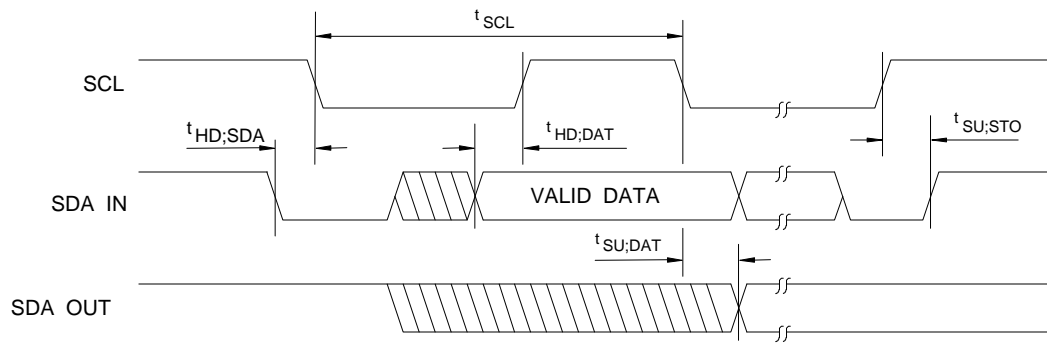 t SCL
SCL
t HD;SDA
t HD;DAT
t SU;STO
SDA IN
VALID DATA
t SU;DAT
SDA OUT